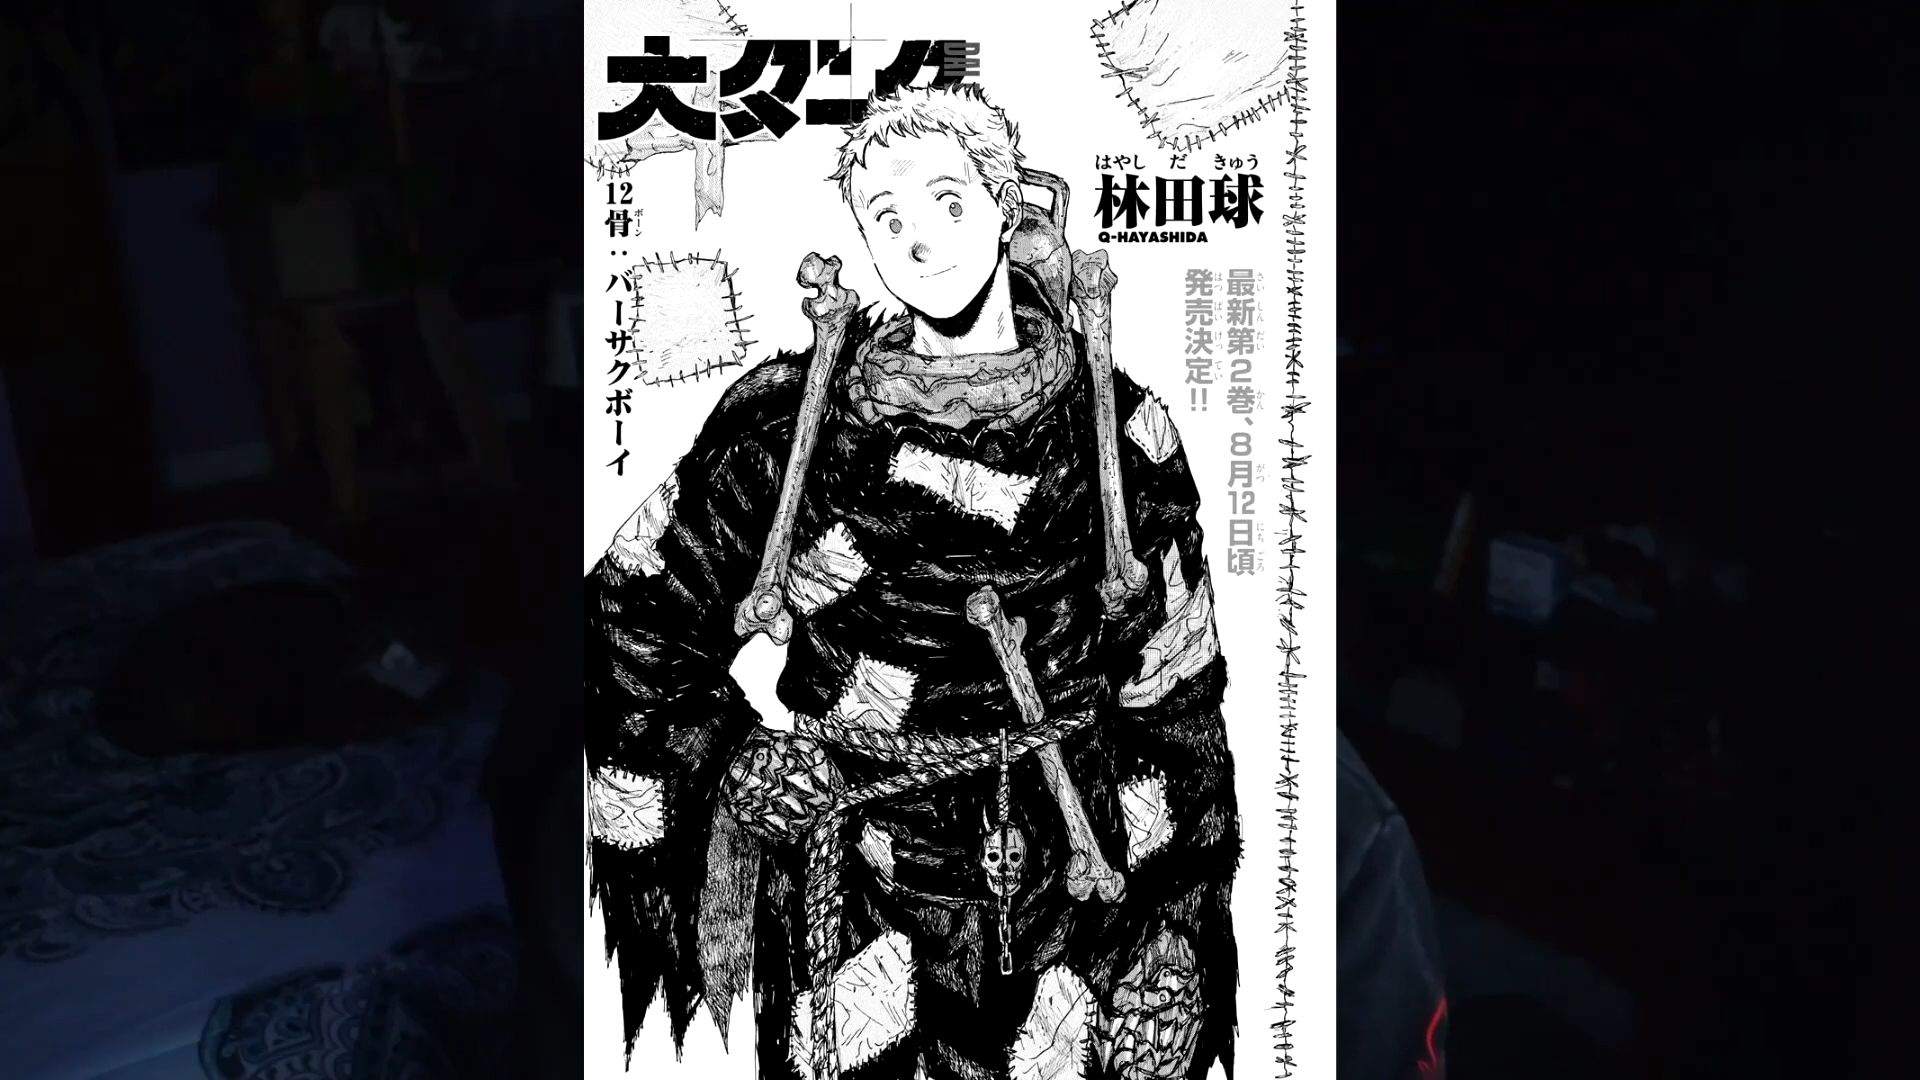 大ダーク
DAI
12骨：バーサクボーイ
ボーン
はやし だ きゅう
林田球
Q-HAYASHIDA
最新第2巻、8月12日頃
さい しん だい かん がつ にち ごろ
発売決定!!
はつ ばい けっ てい